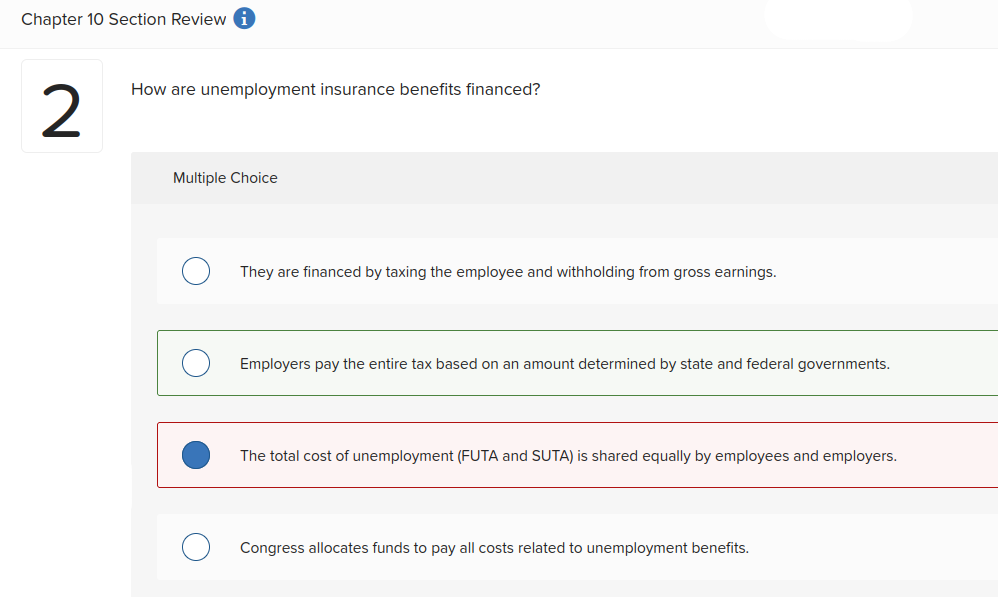 Chapter 10 Section Review i
2
How are unemployment insurance benefits financed?
Multiple Choice
They are financed by taxing the employee and withholding from gross earnings.
Employers pay the entire tax based on an amount determined by state and federal governments.
The total cost of unemployment (FUTA and SUTA) is shared equally by employees and employers.
Congress allocates funds to pay all costs related to unemployment benefits.